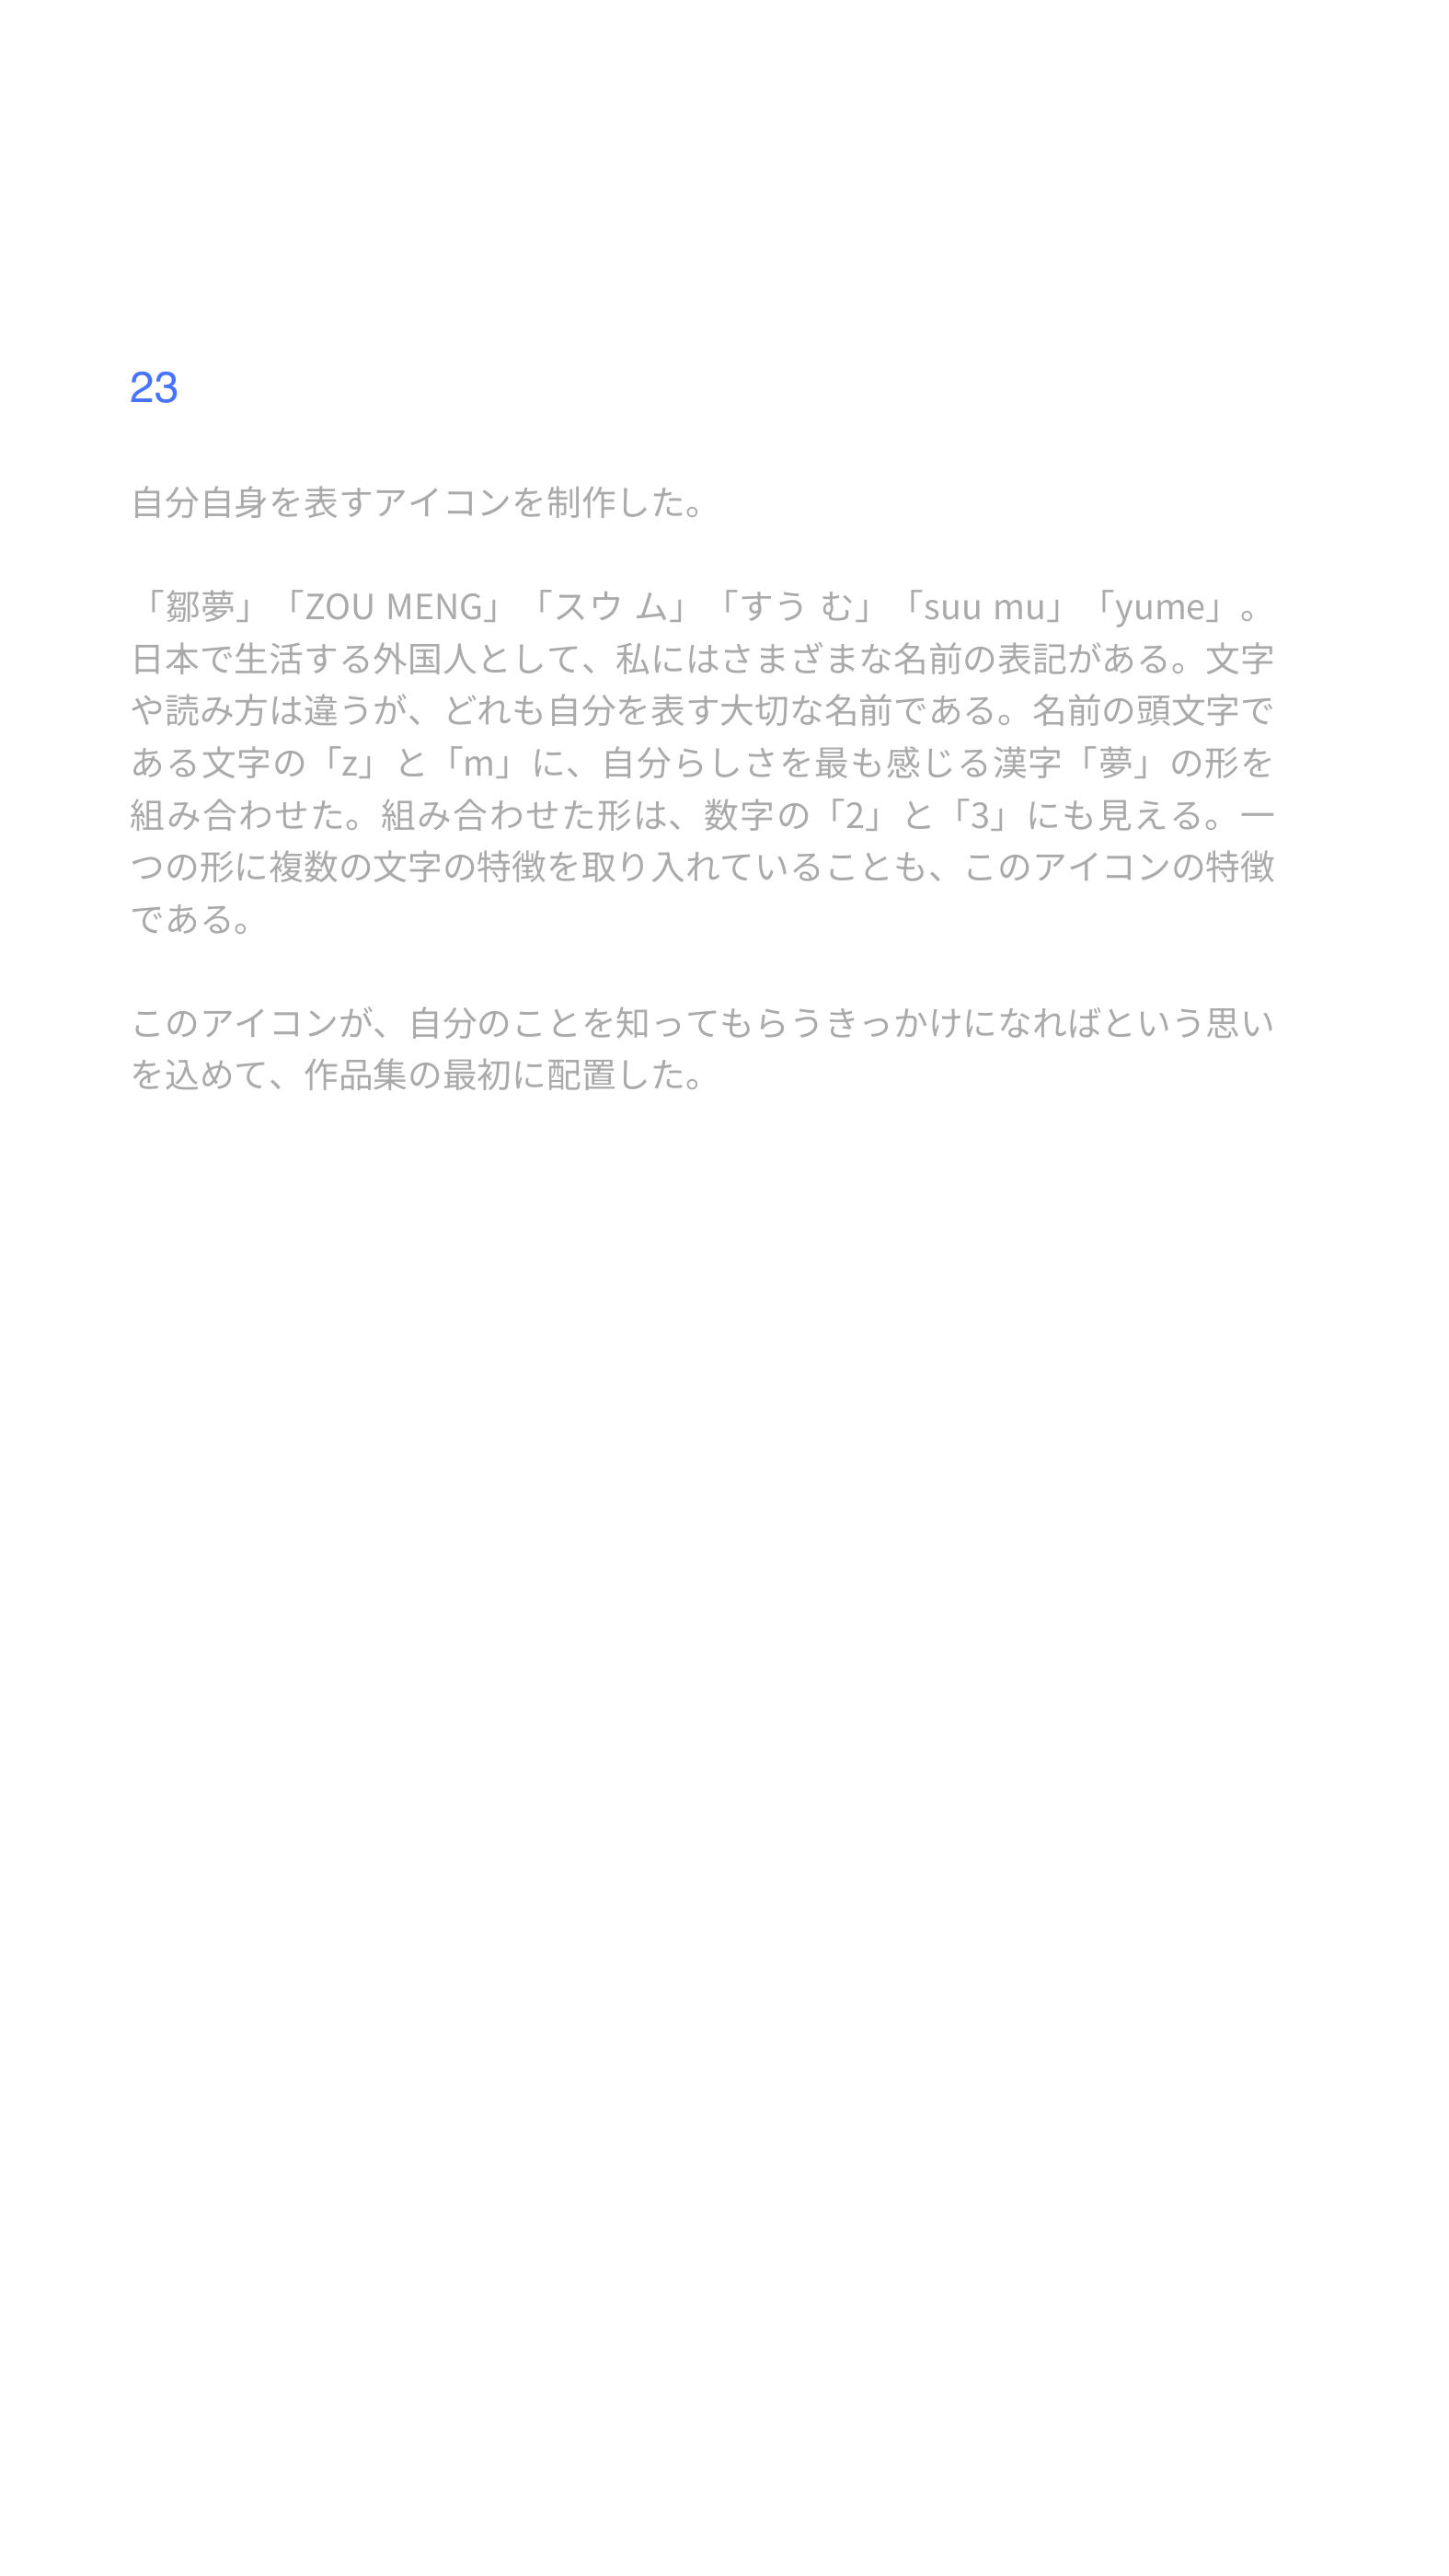 23
自分自身を表すアイコンを制作した。
「鄒夢」「ZOU MENG」「スウ ム」「すう む」「suu mu」「yume」。
日本で生活する外国人として、私にはさまざまな名前の表記がある。文字
や読み方は違うが、どれも自分を表す大切な名前である。名前の頭文字で
ある文字の「z」と「m」に、自分らしさを最も感じる漢字「夢」の形を
組み合わせた。組み合わせた形は、数字の「2」と「3」にも見える。一
つの形に複数の文字の特徴を取り入れていることも、このアイコンの特徴
である。
このアイコンが、自分のことを知ってもらうきっかけになればという思い
を込めて、作品集の最初に配置した。